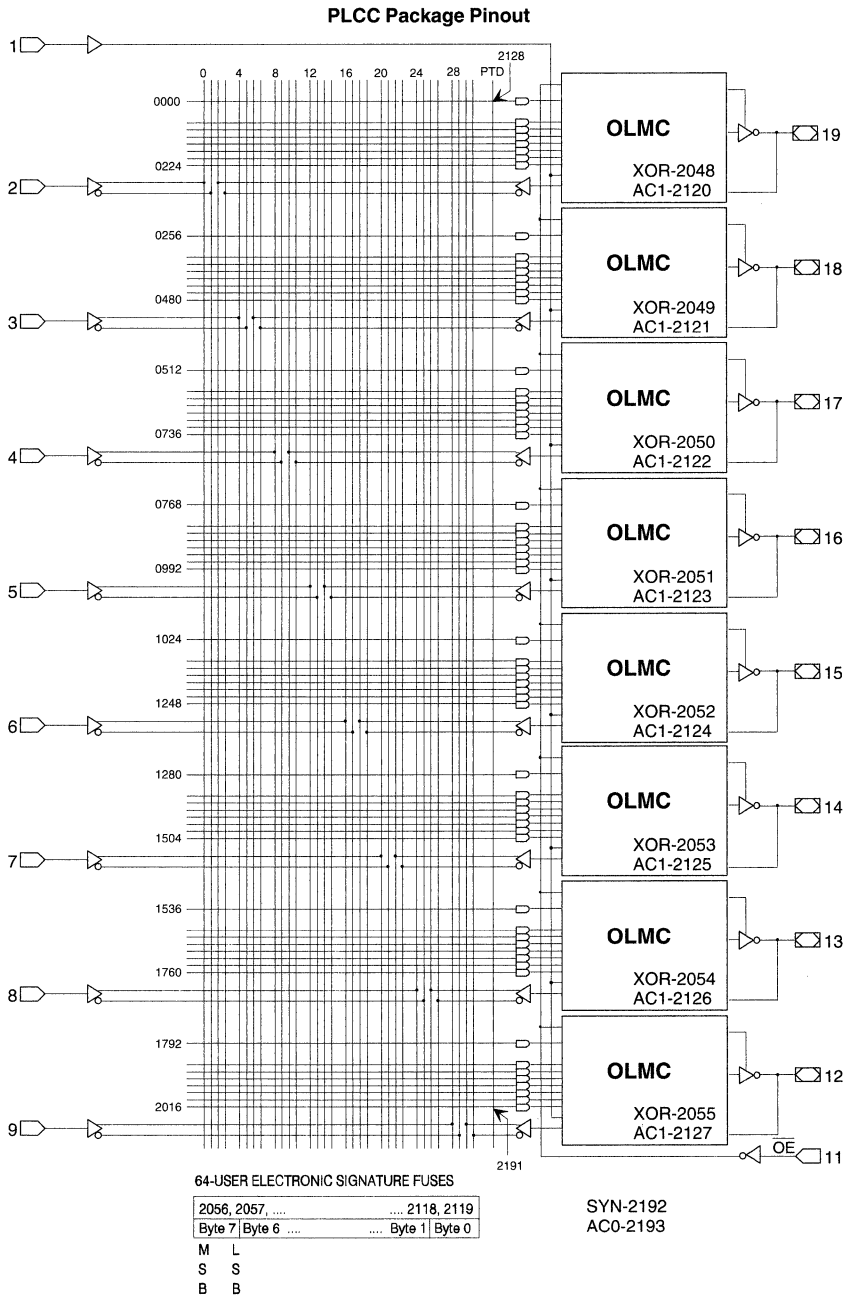 PLCC Package Pinout
1
2128
0 4 8 12 16 20 24 28 PTD
0000
OLMC
19
0224
XOR-2048
2
AC1-2120
0256
OLMC
18
0480
XOR-2049
3
AC1-2121
0512
OLMC
17
0736
XOR-2050
4
AC1-2122
0768
OLMC
16
0992
XOR-2051
5
AC1-2123
1024
OLMC
15
1248
XOR-2052
6
AC1-2124
1280
OLMC
14
1504
XOR-2053
7
AC1-2125
1536
OLMC
13
1760
XOR-2054
8
AC1-2126
1792
OLMC
12
2016
XOR-2055
9
AC1-2127
OE
11
2191
64-USER ELECTRONIC SIGNATURE FUSES
2056, 2057, .... .... 2118, 2119
Byte 7 Byte 6 .... .... Byte 1 Byte 0
M L
S S
B B
SYN-2192
AC0-2193